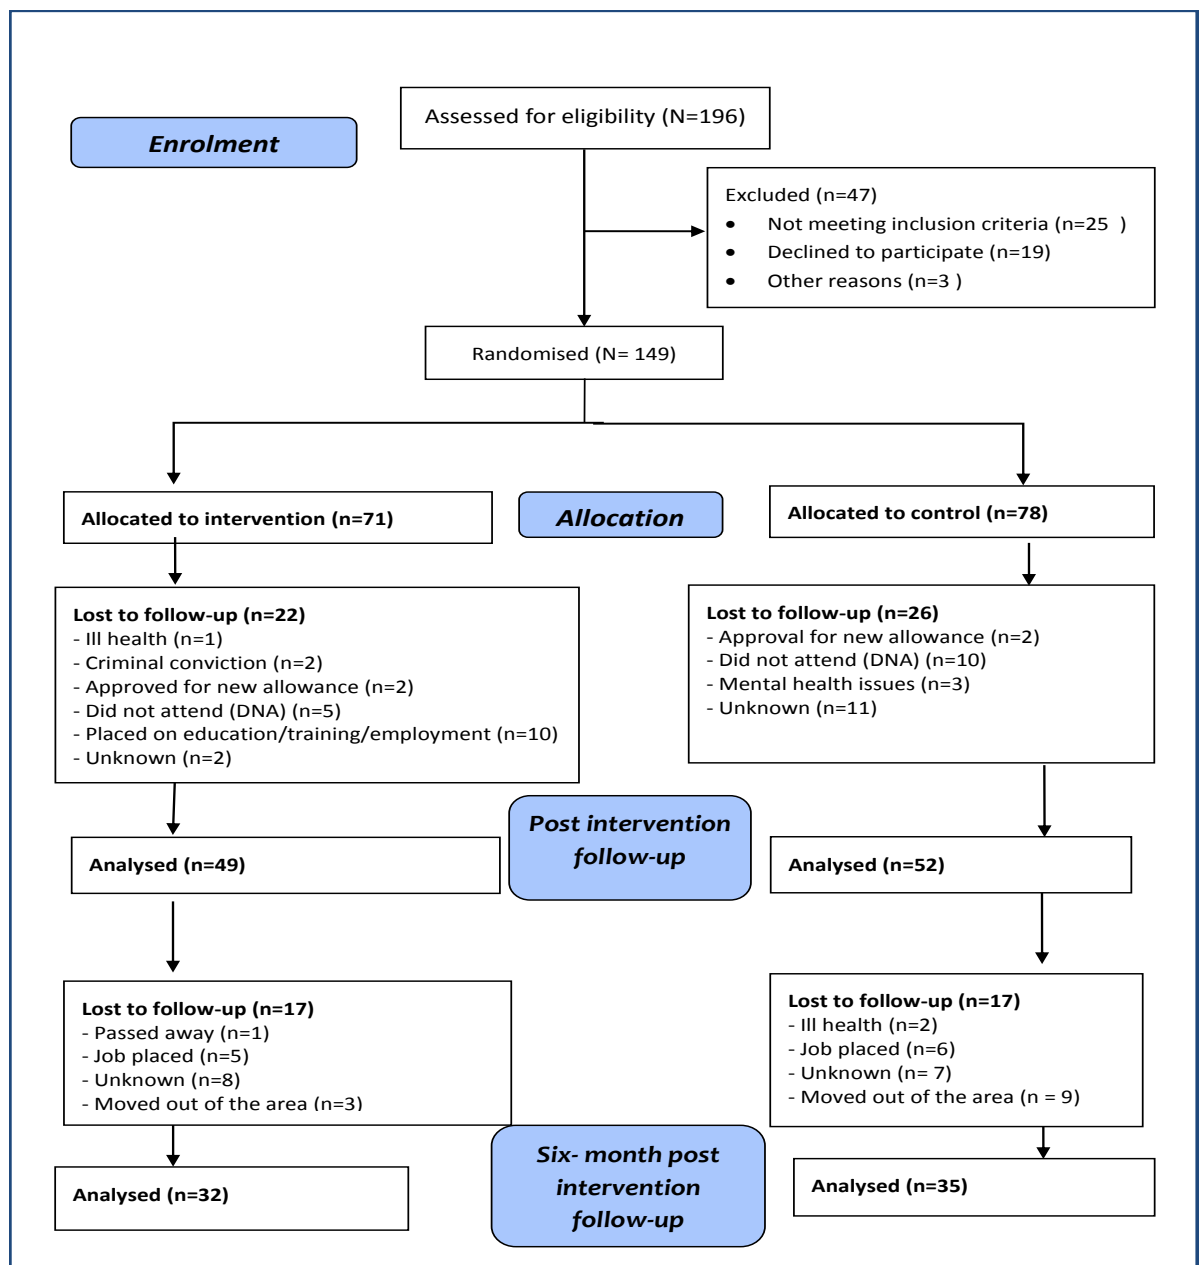 Assessed for eligibility (N=196)
Enrolment
Excluded (n=47)
• Not meeting inclusion criteria (n=25 )
• Declined to participate (n=19)
• Other reasons (n=3 )
Randomised (N= 149)
Allocated to intervention (n=71)
Allocation
Allocated to control (n=78)
Lost to follow-up (n=22)
- Ill health (n=1)
- Criminal conviction (n=2)
- Approved for new allowance (n=2)
- Did not attend (DNA) (n=5)
- Placed on education/training/employment (n=10)
- Unknown (n=2)
Lost to follow-up (n=26)
- Approval for new allowance (n=2)
- Did not attend (DNA) (n=10)
- Mental health issues (n=3)
- Unknown (n=11)
Post intervention
follow-up
Analysed (n=49)
Analysed (n=52)
Lost to follow-up (n=17)
- Passed away (n=1)
- Job placed (n=5)
- Unknown (n=8)
- Moved out of the area (n=3)
Lost to follow-up (n=17)
- Ill health (n=2)
- Job placed (n=6)
- Unknown (n= 7)
- Moved out of the area (n = 9)
Six- month post
intervention
follow-up
Analysed (n=32)
Analysed (n=35)